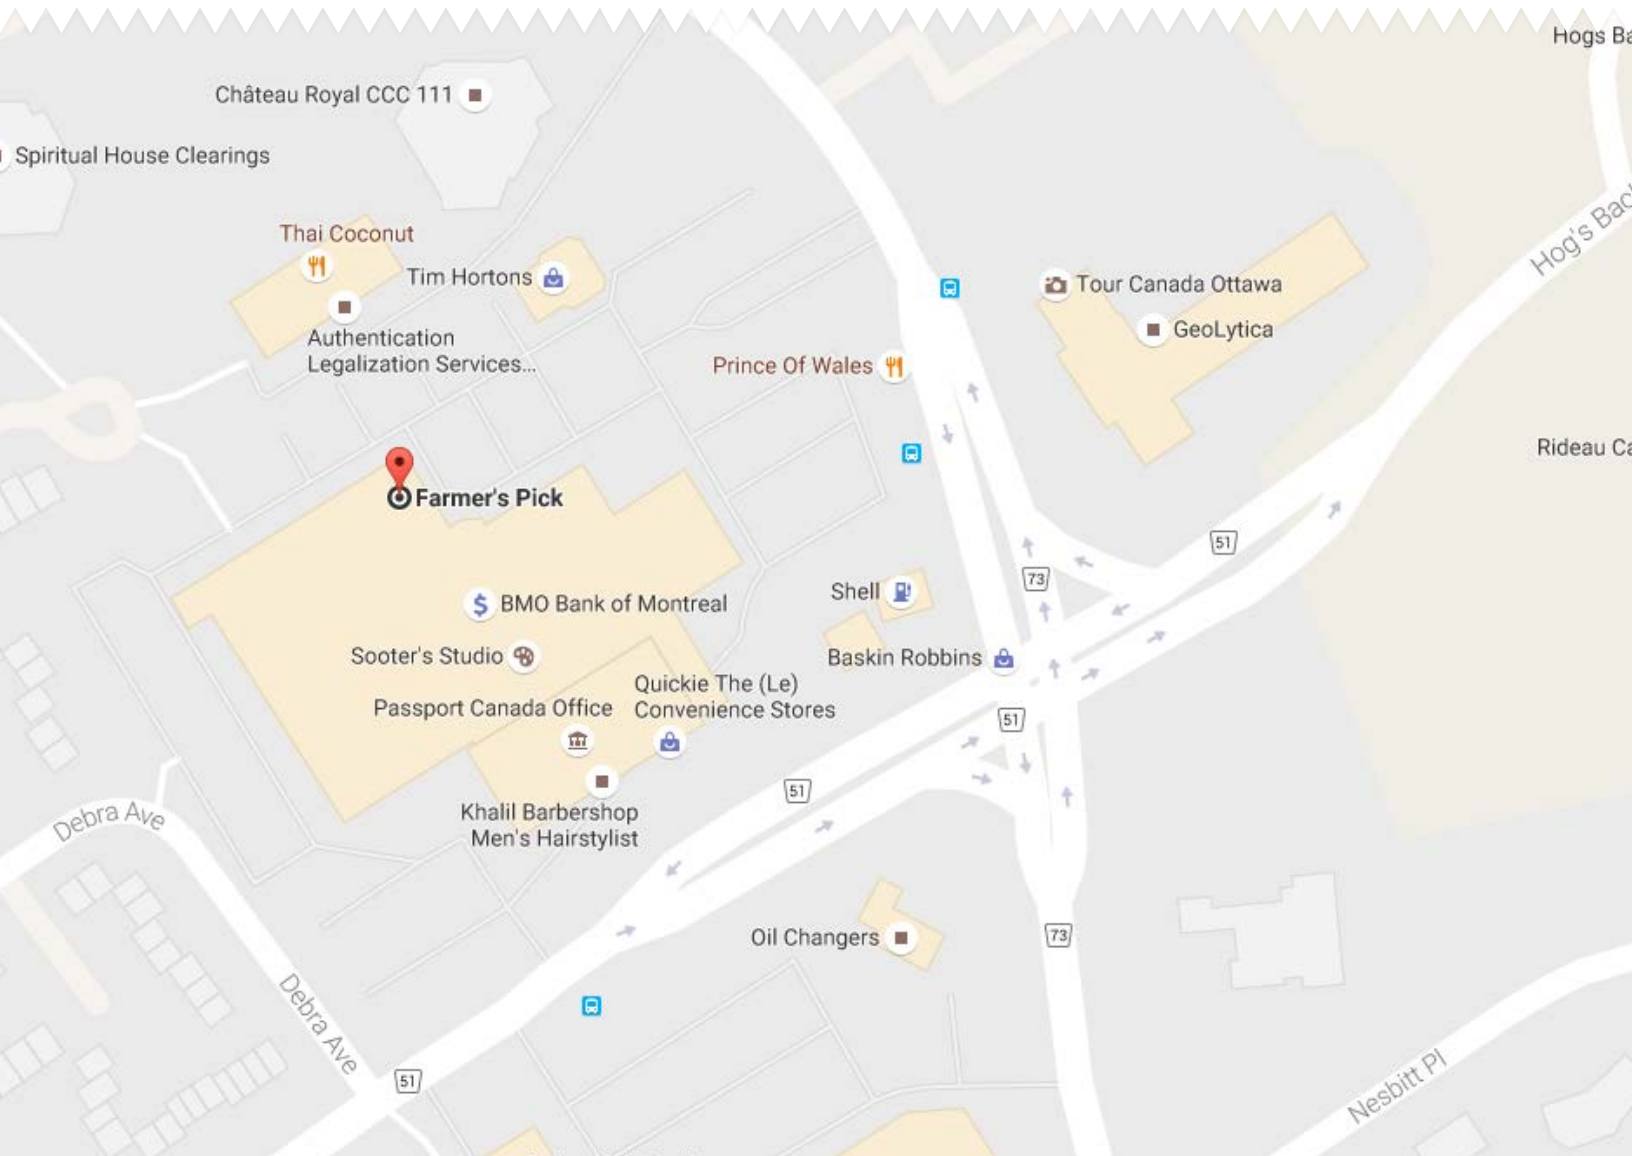 Hogs Ba
Château Royal CCC 111
Spiritual House Clearings
Hog's Back
Thai Coconut
Tim Hortons
Tour Canada Ottawa
GeoLytica
Authentication
Legalization Services...
Prince Of Wales
Rideau Ca
Farmer's Pick
51
73
Shell
BMO Bank of Montreal
Sooter's Studio
Baskin Robbins
Quickie The (Le)
Convenience Stores
Passport Canada Office
51
51
Debra Ave
Khalil Barbershop
Men's Hairstylist
Oil Changers
73
Debra Ave
51
Nesbitt Pl